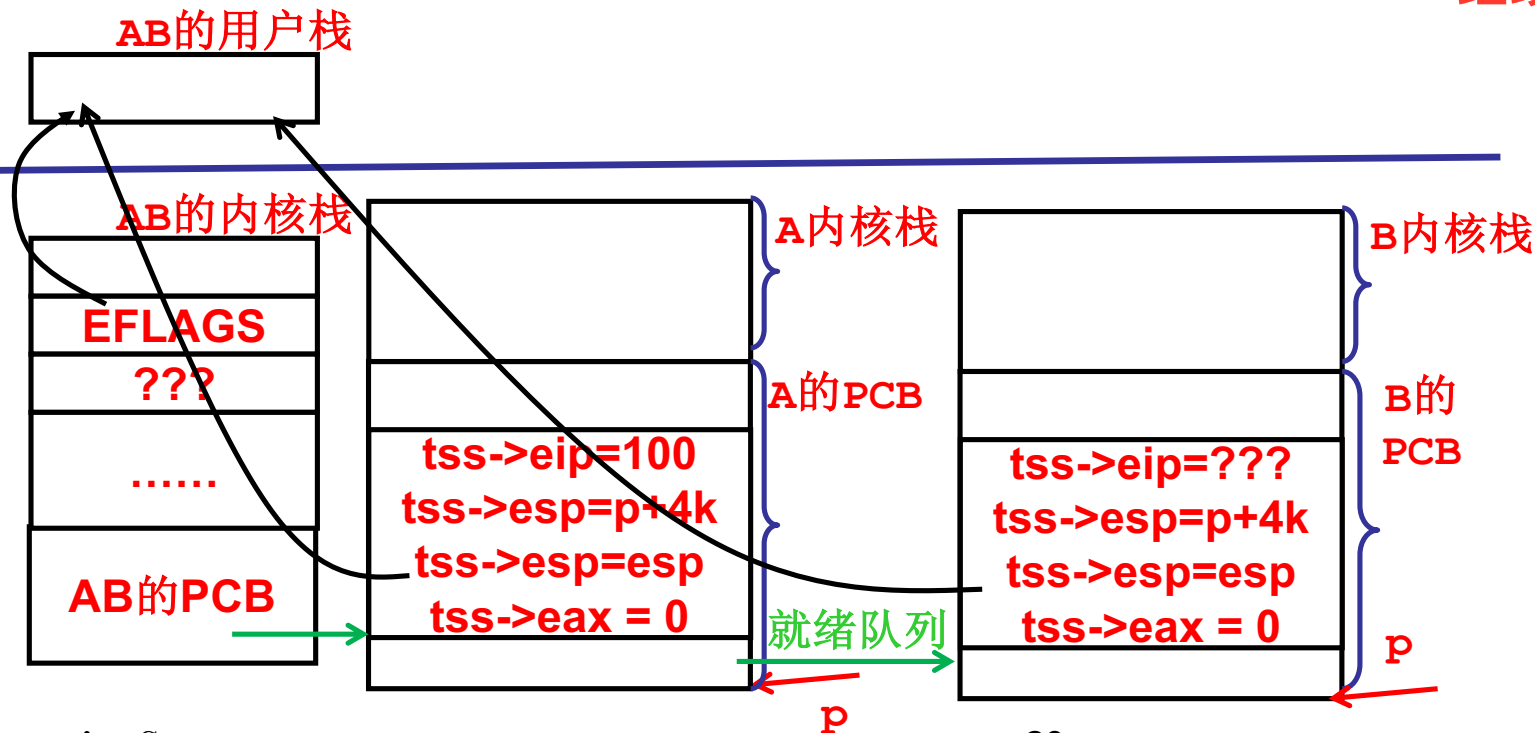 AB的用户栈
AB的内核栈
EFLAGS
???
......
AB的PCB
A内核栈
A的PCB
tss->eip=100
tss->esp=p+4k
tss->esp=esp
tss->eax = 0
就绪队列
p
B内核栈
B的
PCB
tss->eip=???
tss->esp=p+4k
tss->esp=esp
tss->eax = 0
p